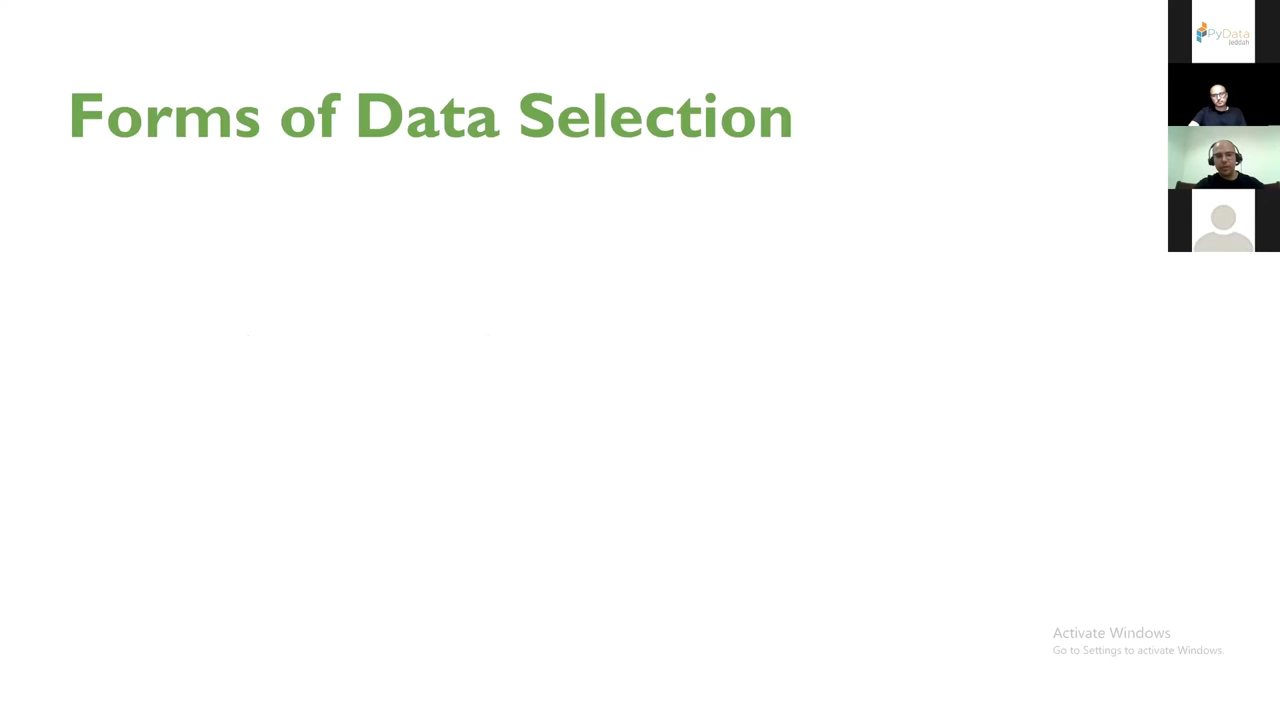 Forms of Data Selection
PyData
Jeddah
Activate Windows
Go to Settings to activate Windows.